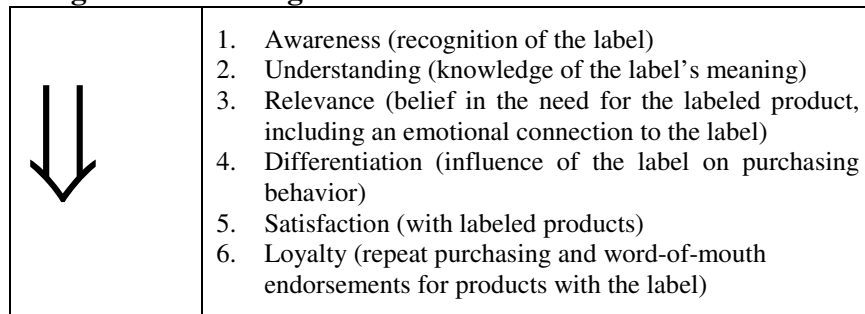 1. Awareness (recognition of the label)
2. Understanding (knowledge of the label's meaning)
3. Relevance (belief in the need for the labeled product,
including an emotional connection to the label)
4. Differentiation (influence of the label on purchasing
behavior)
5. Satisfaction (with labeled products)
6. Loyalty (repeat purchasing and word-of-mouth
endorsements for products with the label)